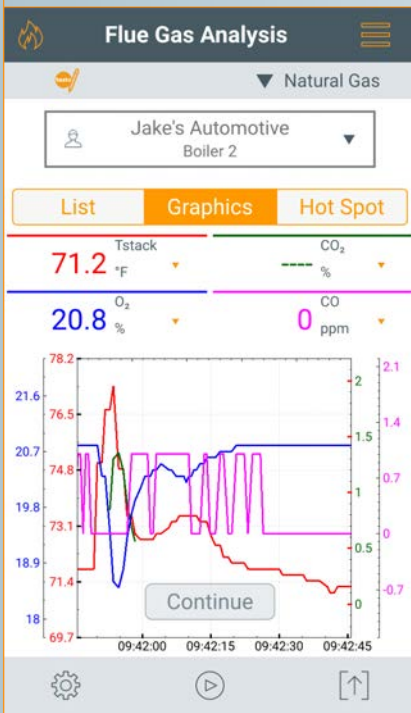 Flue Gas Analysis
Natural Gas
Jake's Automotive
Boiler 2
List Graphics Hot Spot
Tstack CO₂
71.2 °F ---- %
O₂ CO
20.8 % 0 ppm
78.2
2.1
21.6
2
76.5
1.4
20.7
1.5
74.8
0.7
19.8
1
73.1
0
18.9
0.5
71.4
-0.7
0
18
69.7
Continue
09:42:00 09:42:15 09:42:30 09:42:45